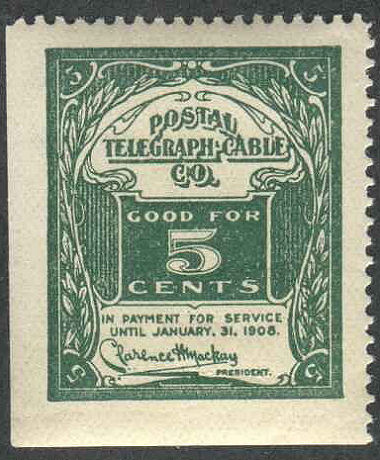 5 5
POSTAL
TELEGRAPH-CABLE
CO.
GOOD FOR
5
CENTS
IN PAYMENT FOR SERVICE
UNTIL JANUARY, 31, 1908.
Clarence H Mackay
PRESIDENT.
5 5